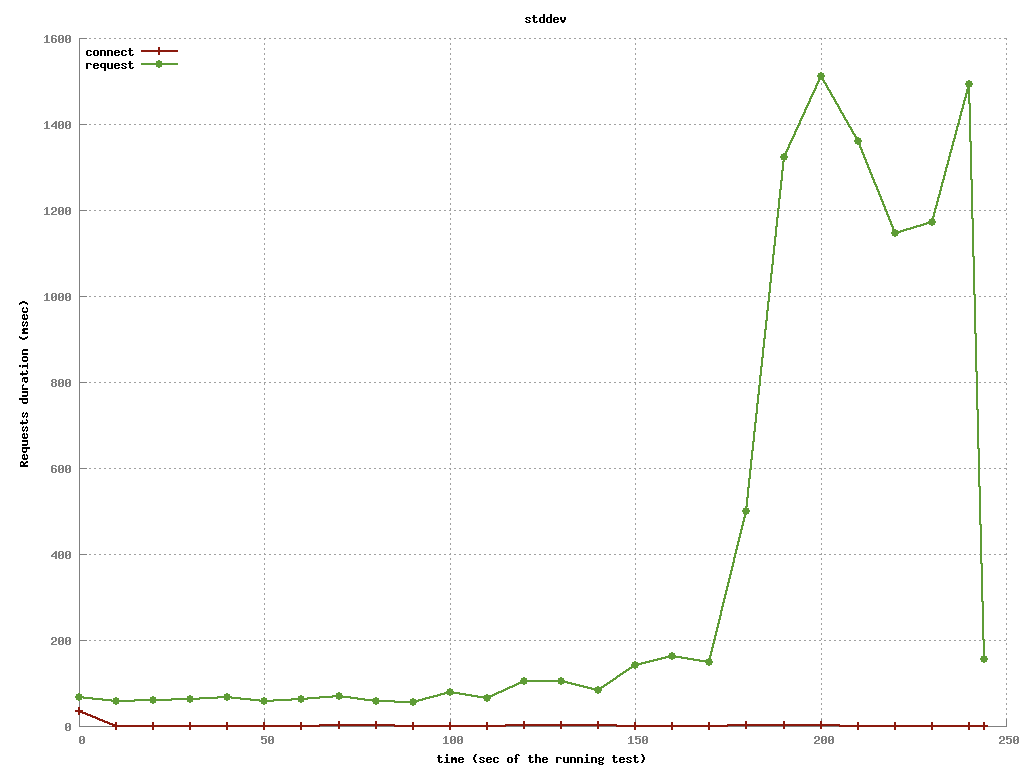 stddev
connect
request
1600
1400
1200
1000
800
600
400
200
0
Requests duration (msec)
0 50 100 150 200 250
time (sec of the running test)